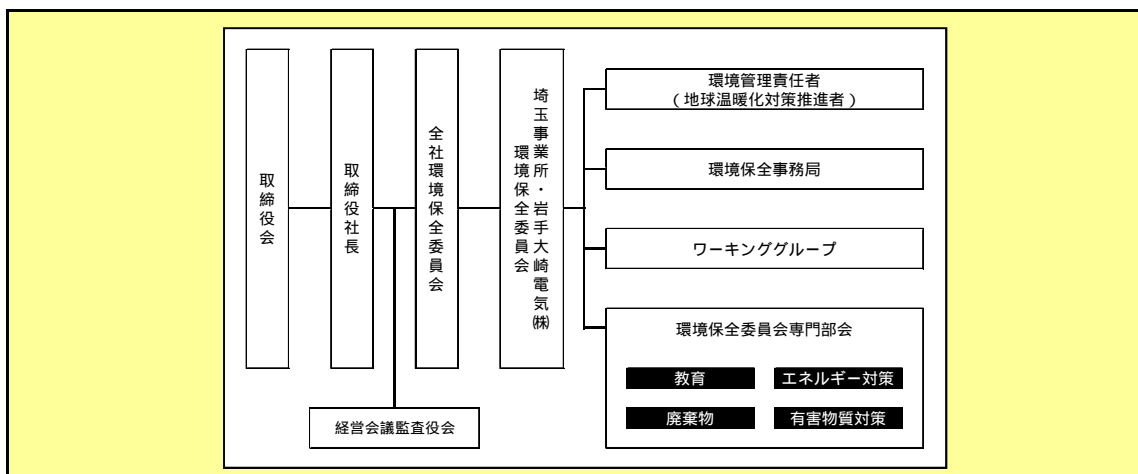 取締役会
取締役社長
全社環境保全委員会
埼玉事業所・岩手大崎電気㈱
環境保全委員会
環境管理責任者
（地球温暖化対策推進者）
環境保全事務局
ワーキンググループ
環境保全委員会専門部会
教育
エネルギー対策
廃棄物
有害物質対策
経営会議監査役会